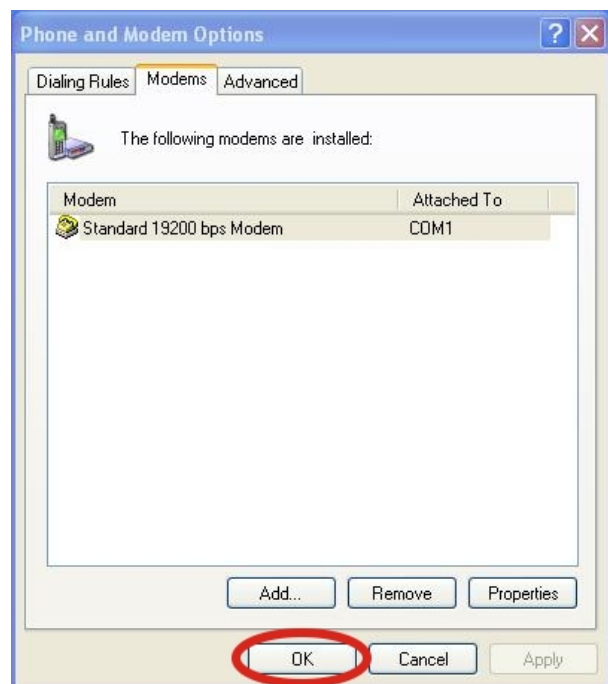 Phone and Modem Options
Dialing Rules Modems Advanced
The following modems are installed:
Modem Attached To
Standard 19200 bps Modem COM1
Add... Remove Properties
OK Cancel Apply